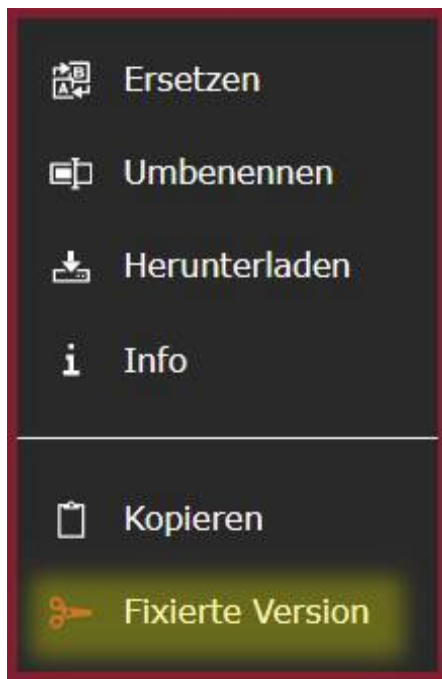 Ersetzen
Umbenennen
Herunterladen
Info
Kopieren
Fixierte Version